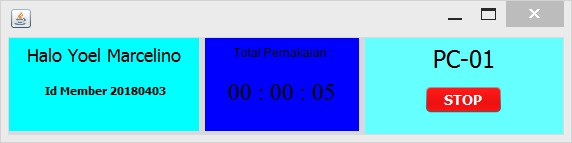 Halo Yoel Marcelino
Id Member 20180403
Total Pemakaian :
00 : 00 : 05
PC-01
STOP